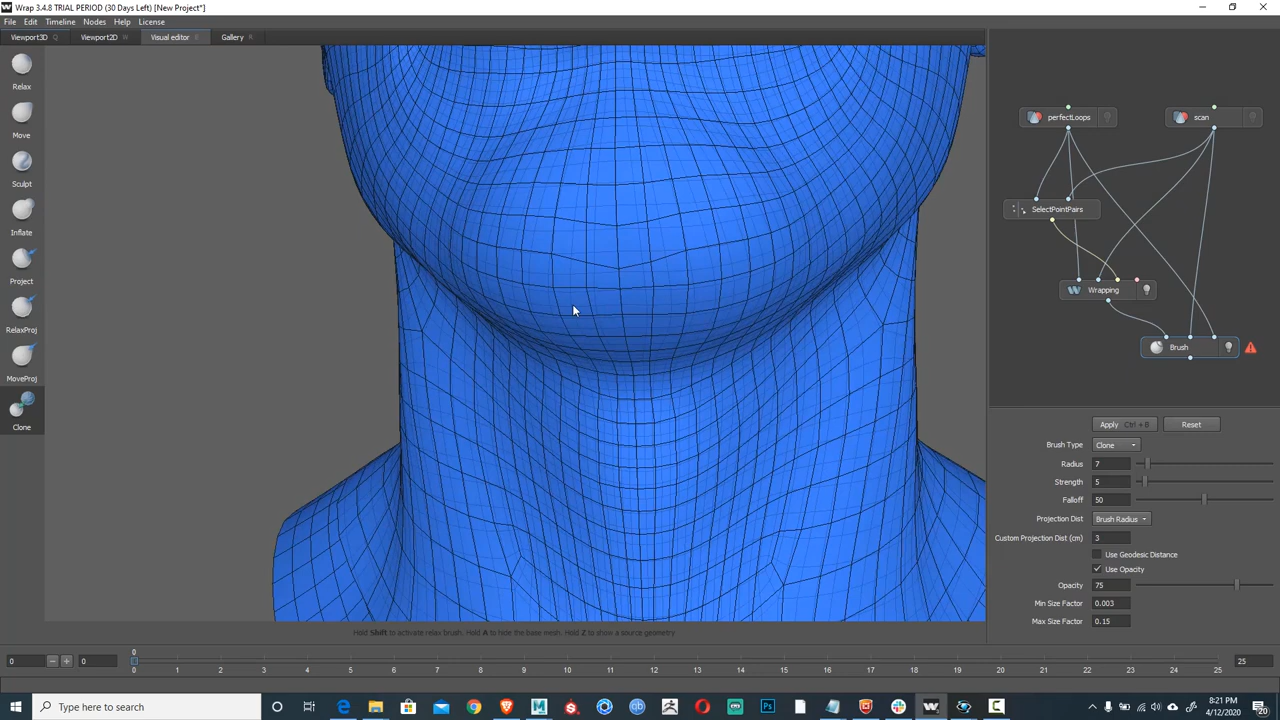 Wrap 3.4.8 TRIAL PERIOD (30 Days Left) [New Project*]
File Edit Timeline Nodes Help License
Viewport3D Q Viewport2D W Visual editor E Gallery R
Relax
Move
Sculpt
Inflate
Project
RelaxProj
MoveProj
Clone
perfectLoops scan
SelectPointPairs
Wrapping
Brush
Apply Ctrl + B Reset
Brush Type Clone
Radius 7
Strength 5
Falloff 50
Projection Dist Brush Radius
Custom Projection Dist (cm) 3
Use Geodesic Distance
Use Opacity
Opacity 75
Min Size Factor 0.003
Max Size Factor 0.15
Hold Shift to activate relax brush. Hold A to hide the base mesh. Hold Z to show a source geometry
0
0 0 25
0 1 2 3 4 5 6 7 8 9 10 11 12 13 14 15 16 17 18 19 20 21 22 23 24 25
Type here to search
8:21 PM
4/12/2020